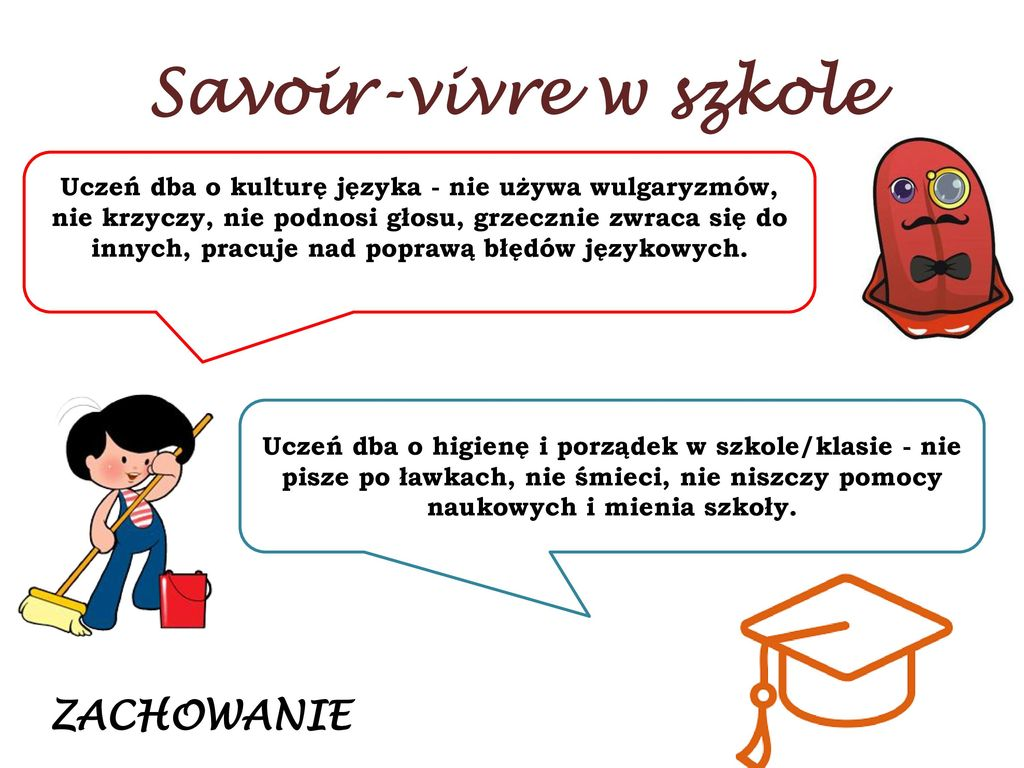 Savoir-vivre w szkole
Uczeń dba o kulturę języka - nie używa wulgaryzmów,
nie krzyczy, nie podnosi głosu, grzecznie zwraca się do
innych, pracuje nad poprawą błędów językowych.
Uczeń dba o higienę i porządek w szkole/klasie - nie
pisze po ławkach, nie śmieci, nie niszczy pomocy
naukowych i mienia szkoły.
ZACHOWANIE